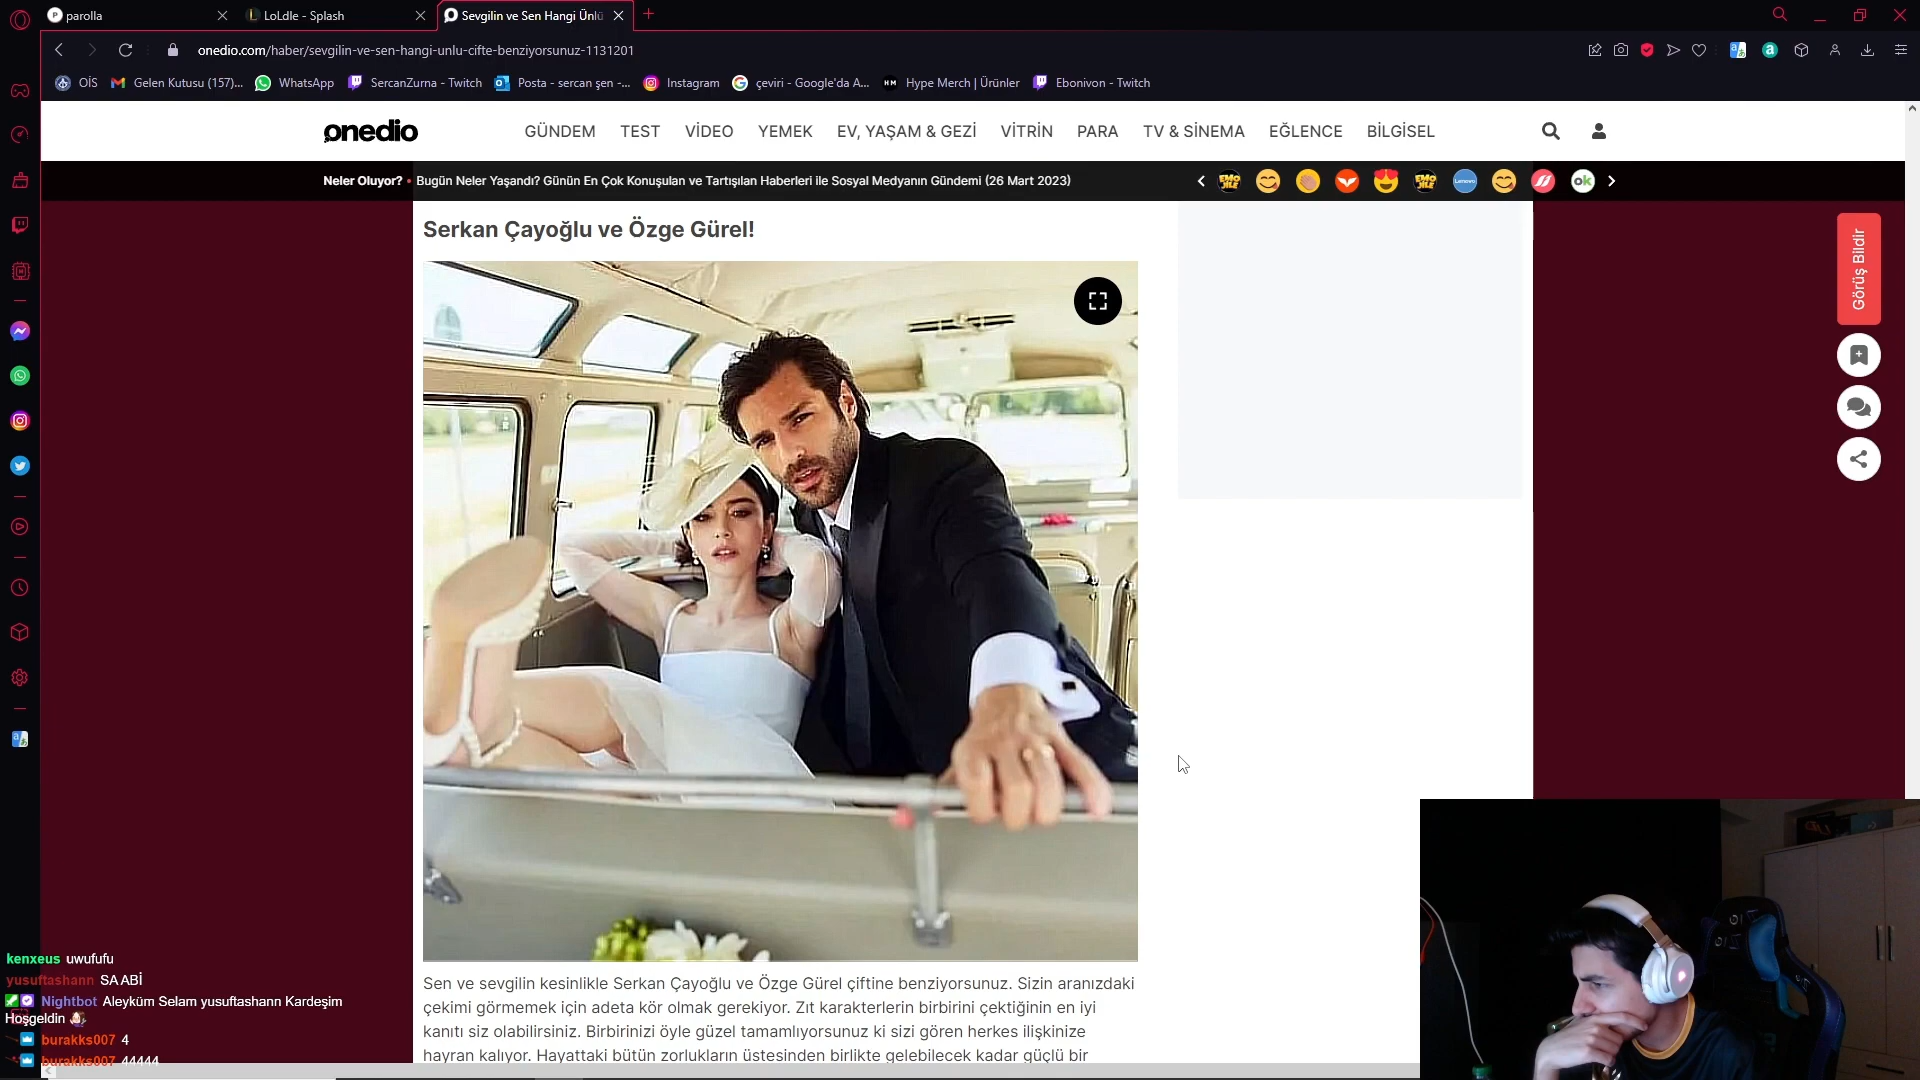 parolla
LoLdle - Splash
Sevgilin ve Sen Hangi Ünlü
onedio.com/haber/sevgilin-ve-sen-hangi-unlu-cifte-benziyorsunuz-1131201
OİS
Gelen Kutusu (157)...
WhatsApp
SercanZurna - Twitch
Posta - sercan şen -...
Instagram
çeviri - Google'da A...
Hype Merch | Ürünler
Ebonivon - Twitch
onedio
GÜNDEM
TEST
VİDEO
YEMEK
EV, YAŞAM & GEZİ
VİTRİN
PARA
TV & SİNEMA
EĞLENCE
BİLGİSEL
Neler Oluyor? • Bugün Neler Yaşandı? Günün En Çok Konuşulan ve Tartışılan Haberleri ile Sosyal Medyanın Gündemi (26 Mart 2023)
Serkan Çayoğlu ve Özge Gürel!
Görüş Bildir
Sen ve sevgilin kesinlikle Serkan Çayoğlu ve Özge Gürel çiftine benziyorsunuz. Sizin aranızdaki
çekimi görmemek için adeta kör olmak gerekiyor. Zıt karakterlerin birbirini çektiğinin en iyi
kanıtı siz olabilirsiniz. Birbirinizi öyle güzel tamamlıyorsunuz ki sizi gören herkes ilişkinize
hayran kalıyor. Hayattaki bütün zorlukların üstesinden birlikte gelebilecek kadar güçlü bir
kenxeus uwufufu
yusuftashann SA ABİ
Nightbot Aleyküm Selam yusuftashann Kardeşim
Hoşgeldin
burakks007 4
burakks007 44444